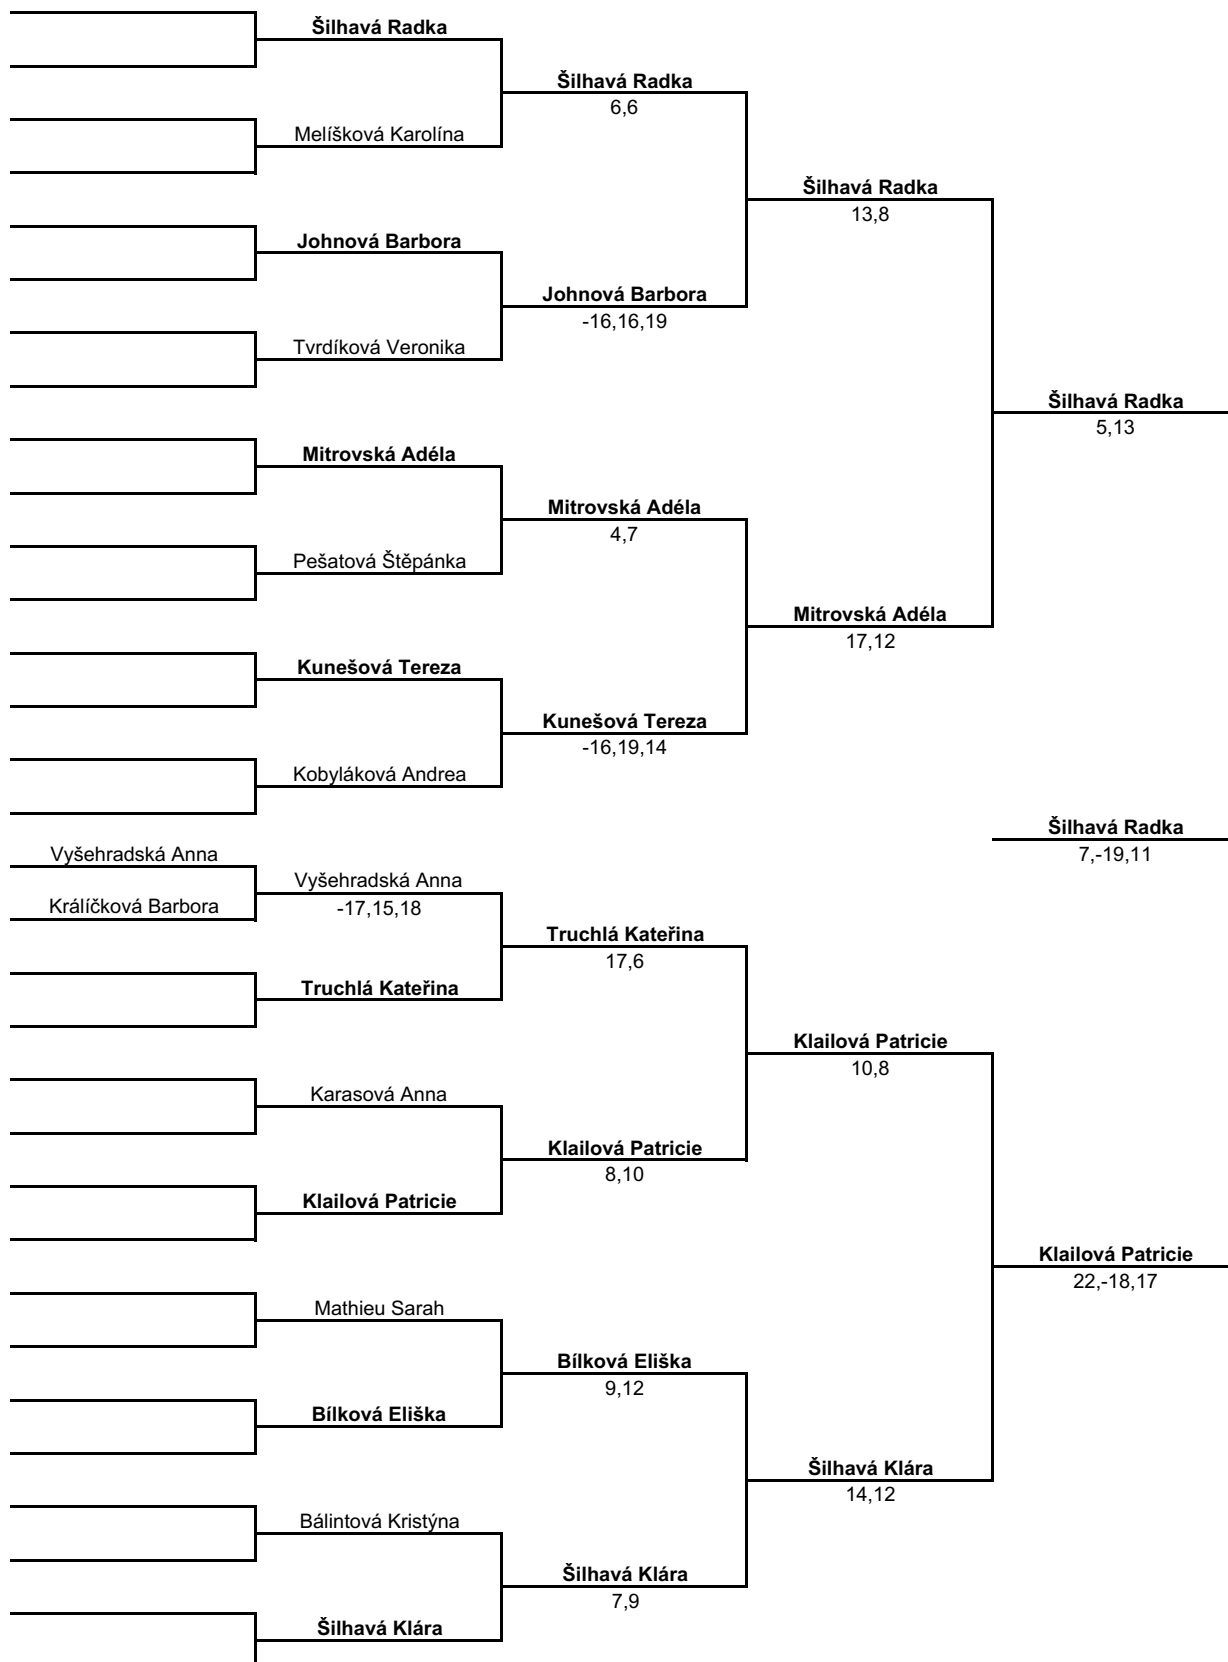 Šilhavá Radka
Šilhavá Radka
6,6
Melíšková Karolína
Šilhavá Radka
13,8
Johnová Barbora
Johnová Barbora
-16,16,19
Tvrdíková Veronika
Šilhavá Radka
5,13
Mitrovská Adéla
Mitrovská Adéla
4,7
Pešatová Štěpánka
Mitrovská Adéla
17,12
Kunešová Tereza
Kunešová Tereza
-16,19,14
Kobyláková Andrea
Šilhavá Radka
7,-19,11
Vyšehradská Anna
Vyšehradská Anna
-17,15,18
Králíčková Barbora
Truchlá Kateřina
17,6
Truchlá Kateřina
Klailová Patricie
10,8
Karasová Anna
Klailová Patricie
8,10
Klailová Patricie
Klailová Patricie
22,-18,17
Mathieu Sarah
Bílková Eliška
9,12
Bílková Eliška
Šilhavá Klára
14,12
Bálintová Kristýna
Šilhavá Klára
7,9
Šilhavá Klára